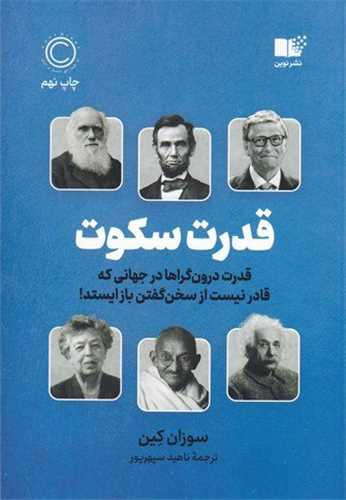 نشر نوین
چاپ نهم
قدرت سکوت
قدرت درون‌گراها در جهانی که
قادر نیست از سخن‌گفتن باز ایستد!
سوزان کِین
ترجمهٔ ناهید سپهرپور